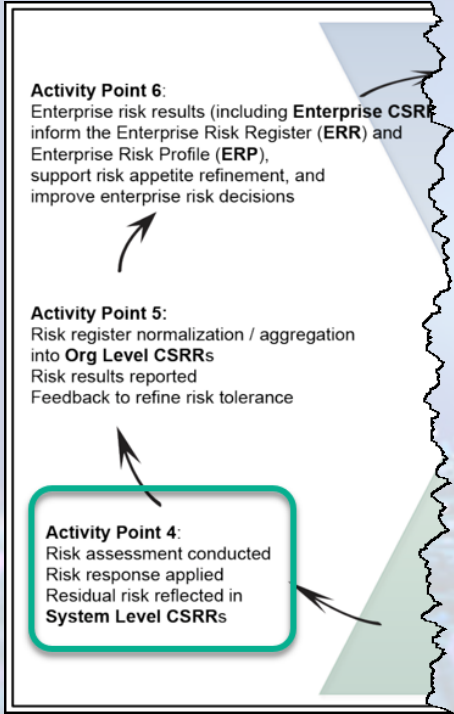 Activity Point 6:
Enterprise risk results (including Enterprise
inform the Enterprise Risk Register (ERR) and
Enterprise Risk Profile (ERP),
support risk appetite refinement, and
improve enterprise risk decisions
Activity Point 5:
Risk register normalization / aggregation
into Org Level CSRRs
Risk results reported
Feedback to refine risk tolerance
Activity Point 4:
Risk assessment conducted
Risk response applied
Residual risk reflected in
System Level CSRRs